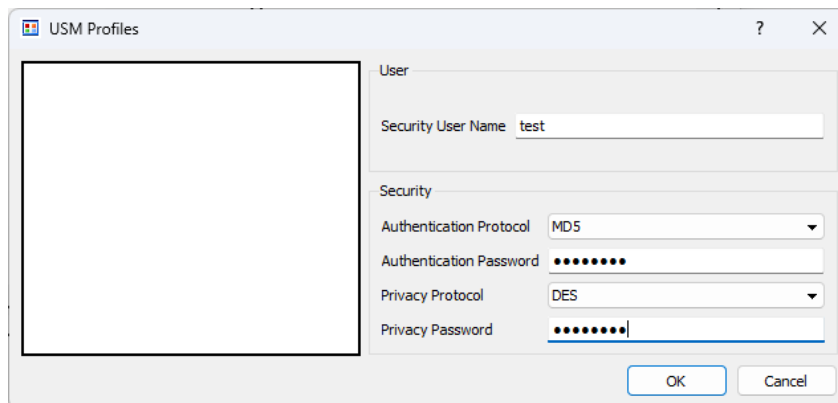 USM Profiles
?
User
Security User Name test
Security
Authentication Protocol MD5
Authentication Password ●●●●●●●●
Privacy Protocol DES
Privacy Password ●●●●●●●●
OK Cancel